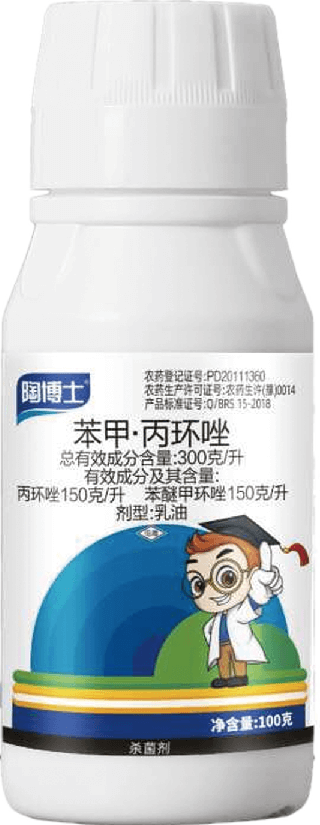 陶博士®
农药登记证号:PD20111360
农药生产许可证号:农药生许(豫)0014
产品标准证号:Q/BRS 15-2018
苯甲·丙环唑
总有效成分含量:300克/升
有效成分及其含量:
丙环唑150克/升 苯醚甲环唑150克/升
剂型:乳油
净含量:100克
杀菌剂